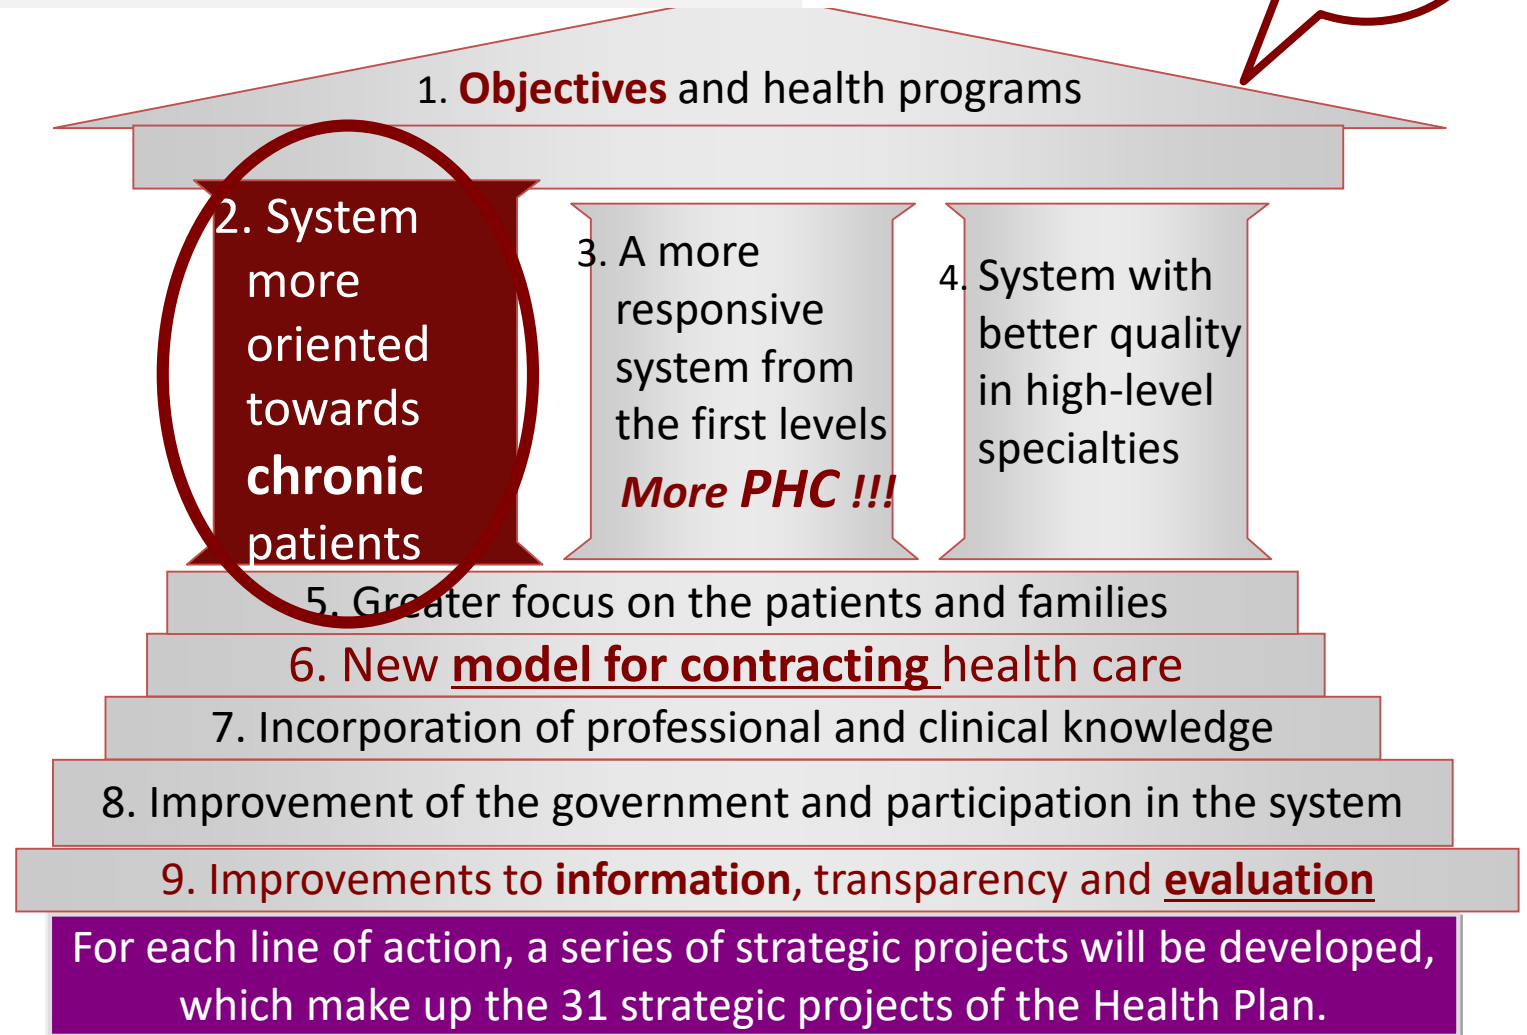 1. Objectives and health programs
2. System
more
oriented
towards
chronic
patients
3. A more
responsive
system from
the first levels
More PHC !!!
4. System with
better quality
in high-level
specialties
5. Greater focus on the patients and families
6. New model for contracting health care
7. Incorporation of professional and clinical knowledge
8. Improvement of the government and participation in the system
9. Improvements to information, transparency and evaluation
For each line of action, a series of strategic projects will be developed,
which make up the 31 strategic projects of the Health Plan.